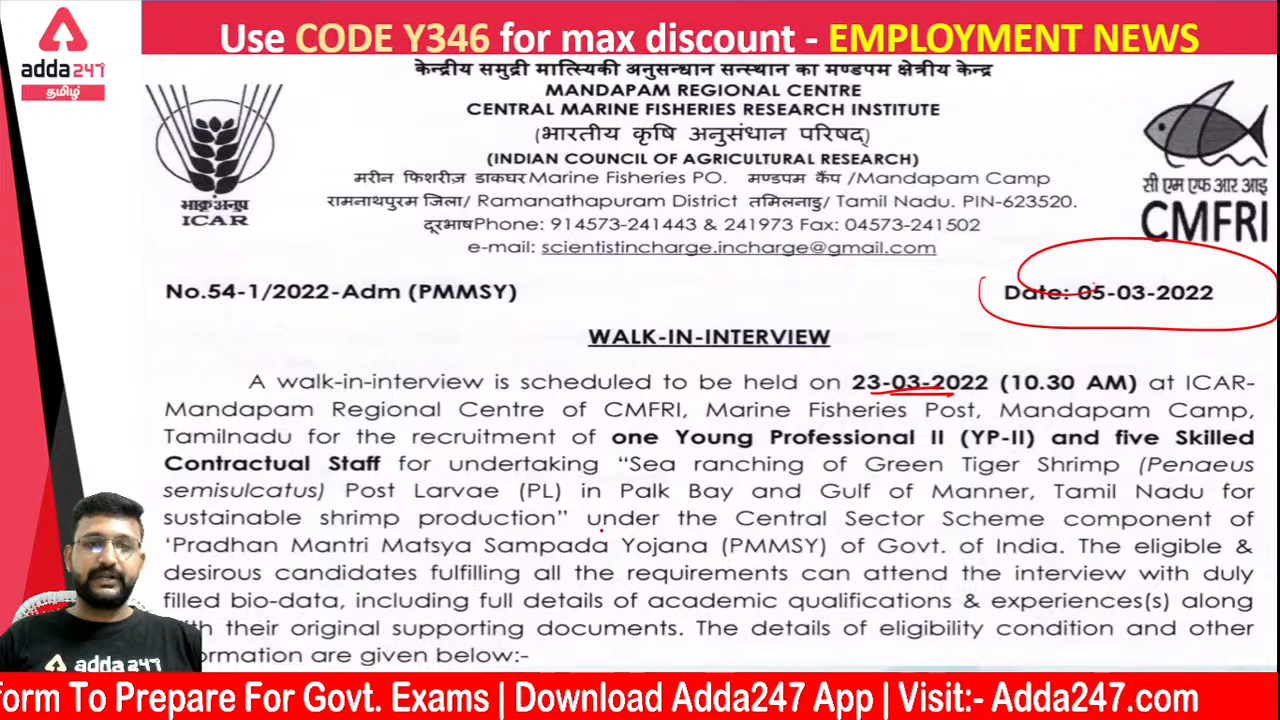 Use CODE Y346 for max discount - EMPLOYMENT NEWS
adda247
தமிழ்
केन्द्रीय समुद्री मात्स्यिकी अनुसन्धान सन्स्थान का मण्डपम क्षेत्रीय केन्द्र
MANDAPAM REGIONAL CENTRE
CENTRAL MARINE FISHERIES RESEARCH INSTITUTE
(भारतीय कृषि अनुसंधान परिषद)
(INDIAN COUNCIL OF AGRICULTURAL RESEARCH)
मरीन फिशरीज़ डाकघर Marine Fisheries PO. मण्डपम कैंप /Mandapam Camp
रामनाथपुरम जिला/ Ramanathapuram District तमिलनाडु/ Tamil Nadu. PIN-623520.
दूरभाषPhone: 914573-241443 & 241973 Fax: 04573-241502
e-mail: scientistincharge.incharge@gmail.com
भाकृअनुप
ICAR
सी एम एफ आर आइ
CMFRI
No.54-1/2022-Adm (PMMSY) Date: 05-03-2022
WALK-IN-INTERVIEW
A walk-in-interview is scheduled to be held on 23-03-2022 (10.30 AM) at ICAR-
Mandapam Regional Centre of CMFRI, Marine Fisheries Post, Mandapam Camp,
Tamilnadu for the recruitment of one Young Professional II (YP-II) and five Skilled
Contractual Staff for undertaking "Sea ranching of Green Tiger Shrimp (Penaeus
semisulcatus) Post Larvae (PL) in Palk Bay and Gulf of Manner, Tamil Nadu for
sustainable shrimp production" under the Central Sector Scheme component of
'Pradhan Mantri Matsya Sampada Yojana (PMMSY) of Govt. of India. The eligible &
desirous candidates fulfilling all the requirements can attend the interview with duly
filled bio-data, including full details of academic qualifications & experiences(s) along
with their original supporting documents. The details of eligibility condition and other
ormation are given below:-
adda247
form To Prepare For Govt. Exams | Download Adda247 App | Visit:- Adda247.com